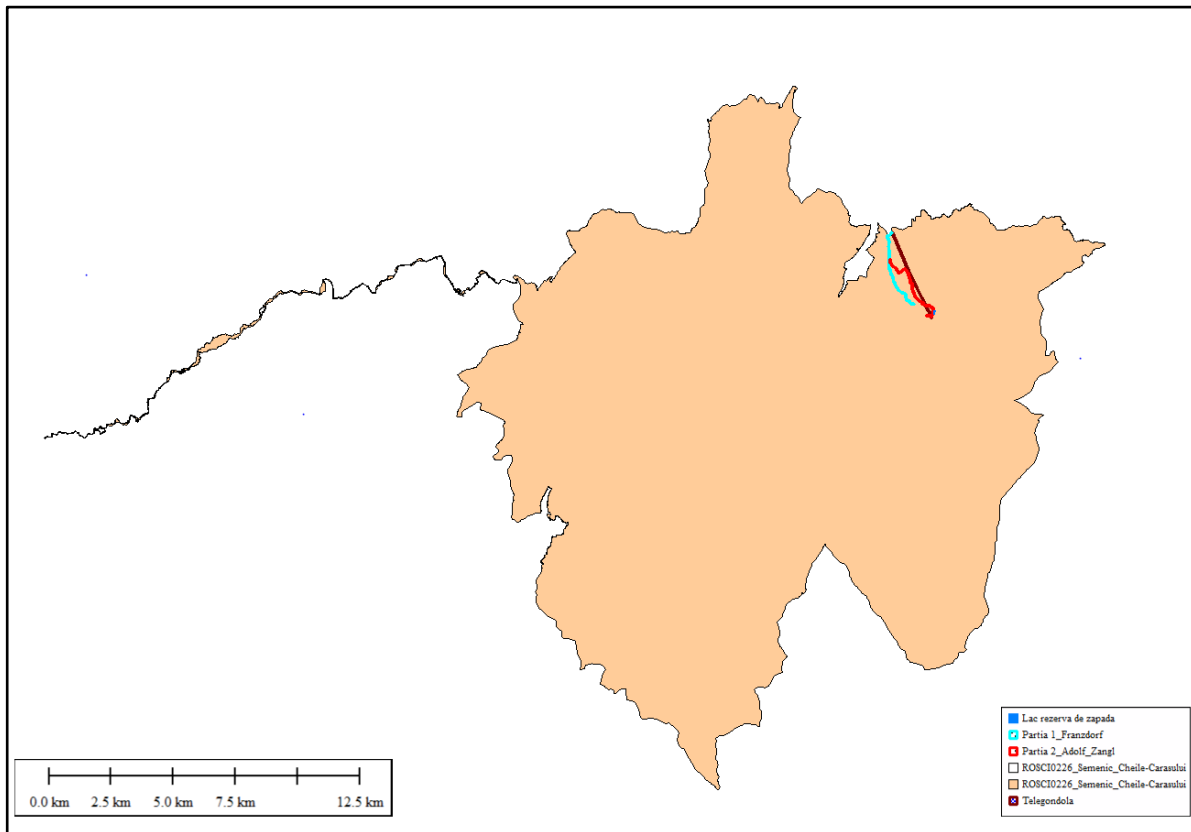 0.0 km 2.5 km 5.0 km 7.5 km 12.5 km
Lac rezerva de zapada
Partia 1_Franzdorf
Partia 2_Adolf_Zangl
ROSCI0226_Semenic_Cheile-Carasului
ROSCI0226_Semenic_Cheile-Carasului
Telegondola